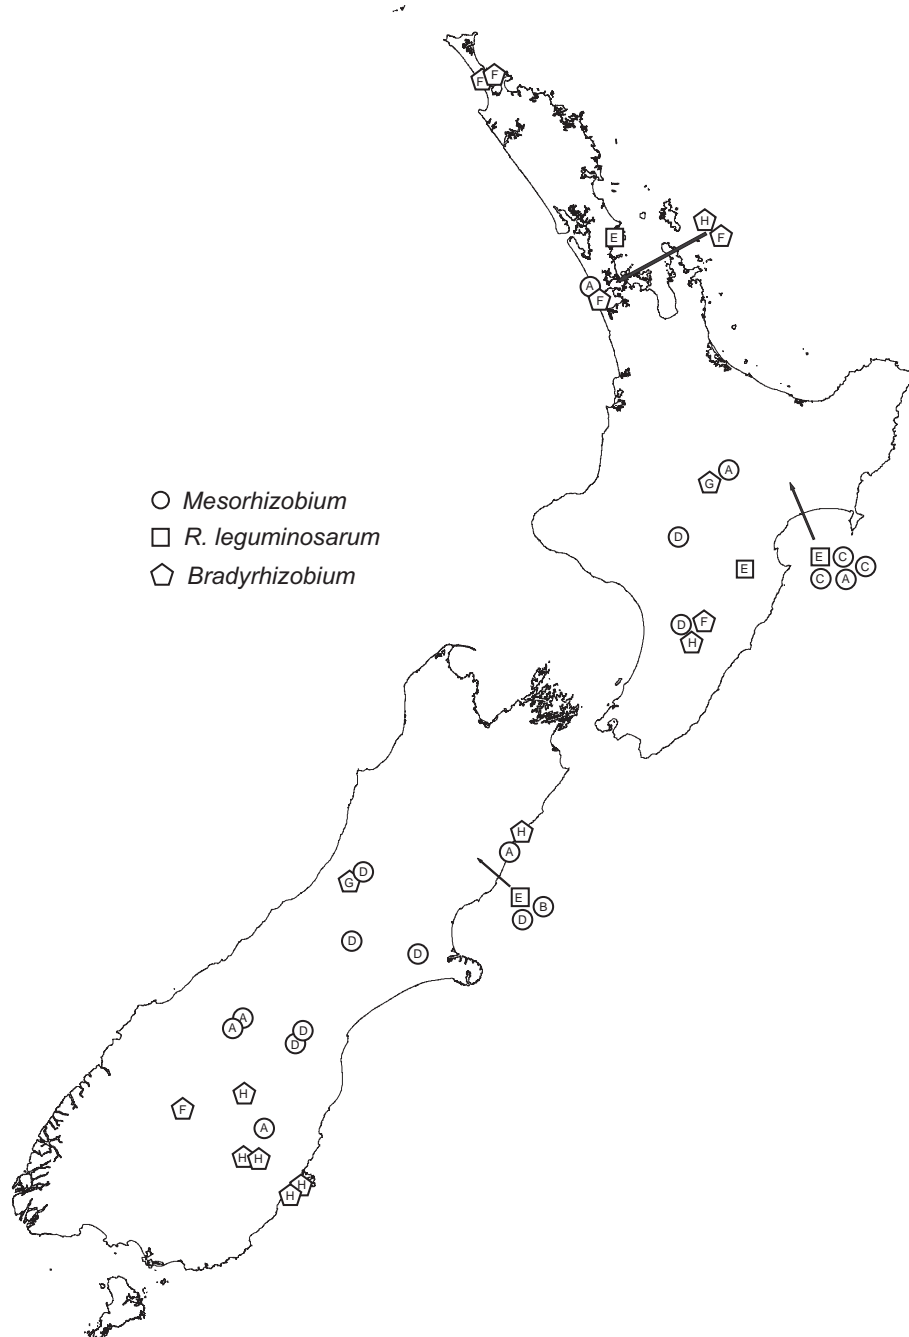 F F
H
E F
A
F
A
G
Mesorhizobium
D
R. leguminosarum
E C
E C
Bradyrhizobium
C A
D F
H
H
A
D
G
E
B
D
D
D
A
A
D
D
H
F
A
H H
H
H